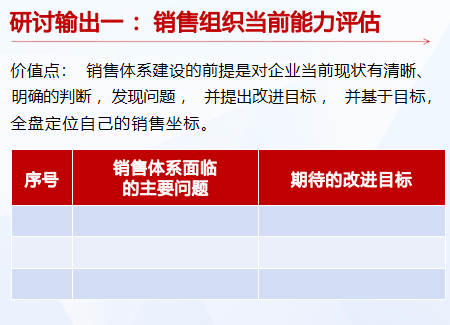 研讨输出一：销售组织当前能力评估
价值点： 销售体系建设的前提是对企业当前现状有清晰、
明确的判断，发现问题， 并提出改进目标， 并基于目标，
全盘定位自己的销售坐标。
序号 销售体系面临 期待的改进目标
的主要问题